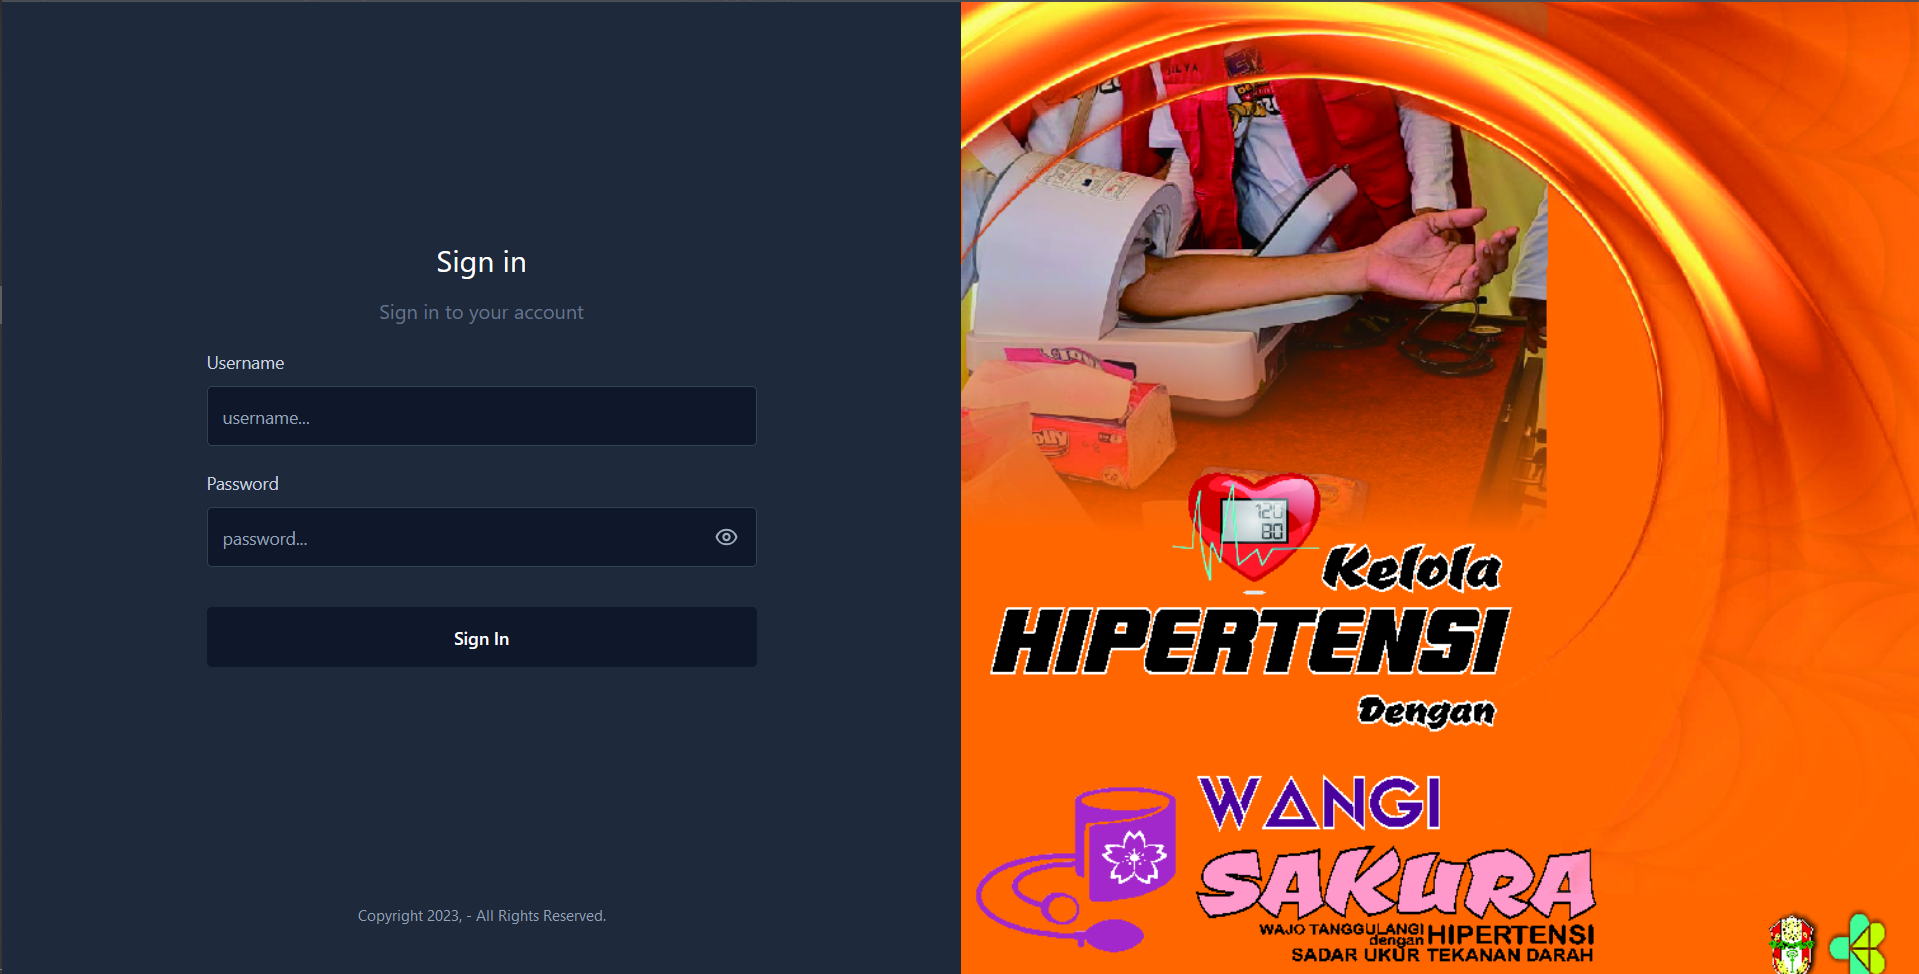 Sign in
Sign in to your account
Username
username...
Password
password...
Sign In
Copyright 2023, - All Rights Reserved.
120
80
Kelola
HIPERTENSI
Dengan
WANGI
SAKURA
WAJO TANGGULANGI
dengan HIPERTENSI
SADAR UKUR TEKANAN DARAH